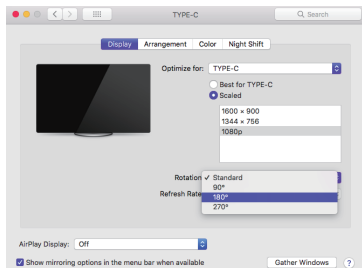 TYPE-C
Search
Display Arrangement Color Night Shift
Optimize for: TYPE-C
Best for TYPE-C
Scaled
1600 × 900
1344 × 756
1080p
Rotation ✓ Standard
90°
Refresh Rate 180°
270°
AirPlay Display: Off
Show mirroring options in the menu bar when available
Gather Windows ?